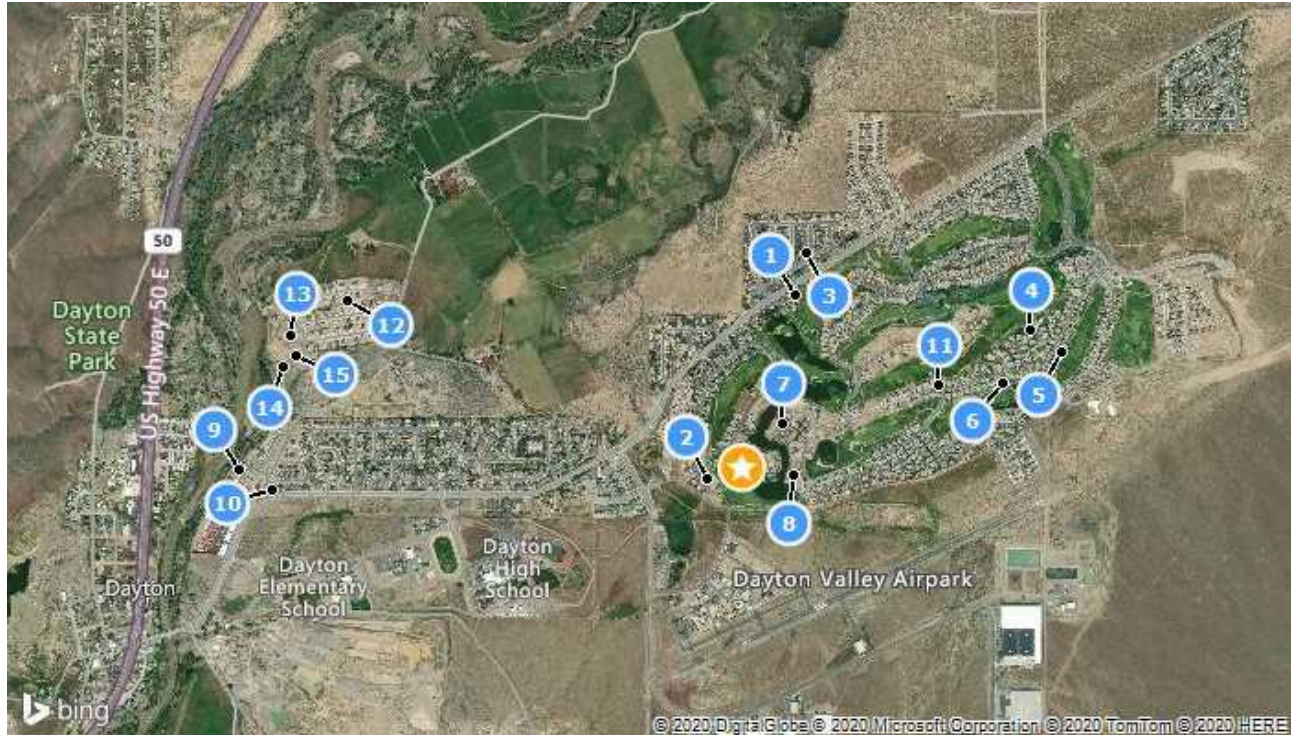 50
US Highway 50 E
Dayton
State
Park
1
13
3
4
12
11
15
7
14
5
6
9
2
10
8
Dayton
Elementary
School
Dayton
High
School
Dayton Valley Airpark
Dayton
bing
© 2020 DigitalGlobe © 2020 Microsoft Corporation © 2020 TomTom © 2020 HERE